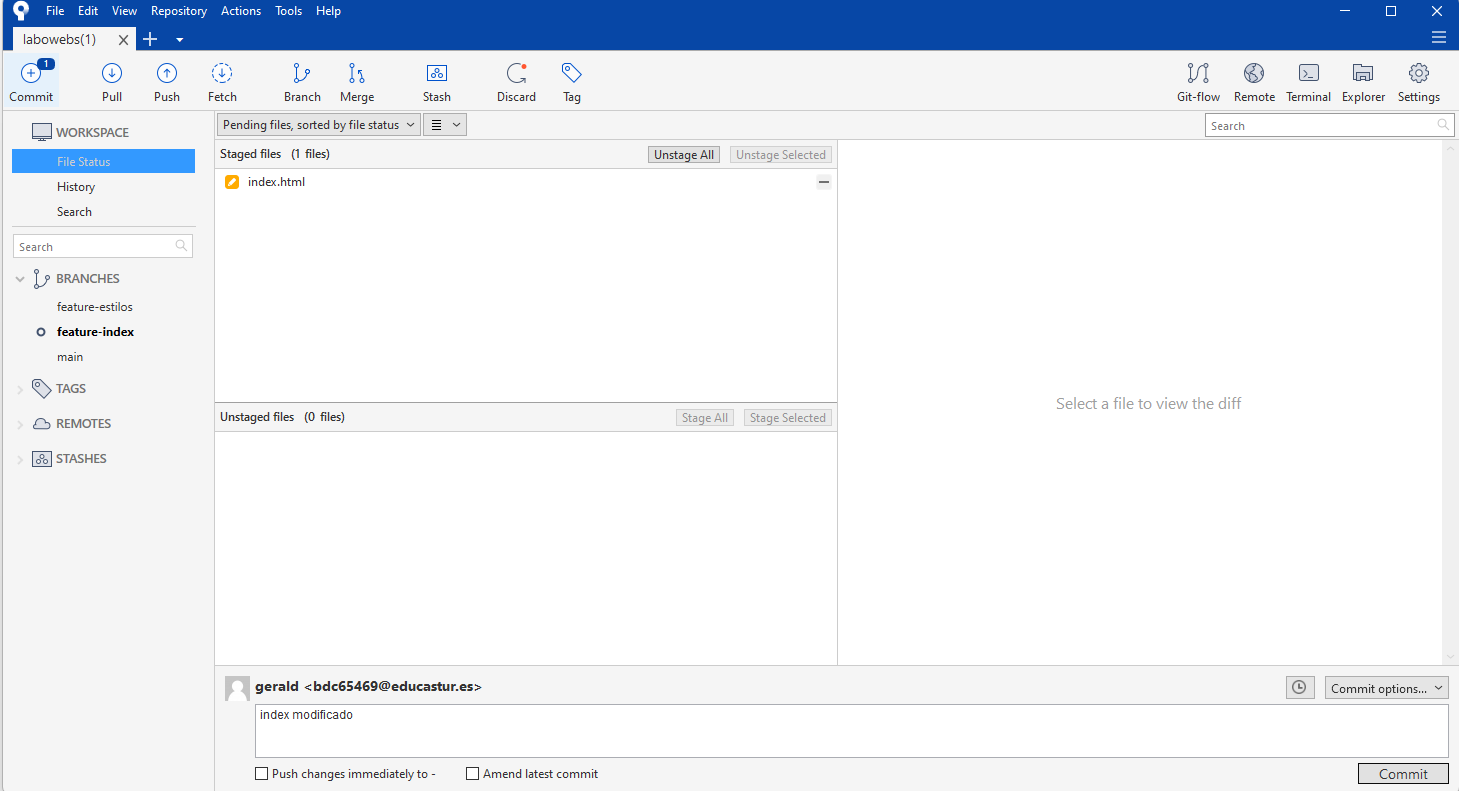 File Edit View Repository Actions Tools Help
labowebs(1)
1
Commit Pull Push Fetch Branch Merge Stash Discard Tag Git-flow Remote Terminal Explorer Settings
WORKSPACE
File Status
History
Search
Search
BRANCHES
feature-estilos
feature-index
main
TAGS
REMOTES
STASHES
Pending files, sorted by file status
Search
Staged files (1 files) Unstage All Unstage Selected
index.html
Unstaged files (0 files) Stage All Stage Selected
Select a file to view the diff
gerald <bdc65469@educastur.es>
Commit options...
index modificado
Push changes immediately to - Amend latest commit
Commit